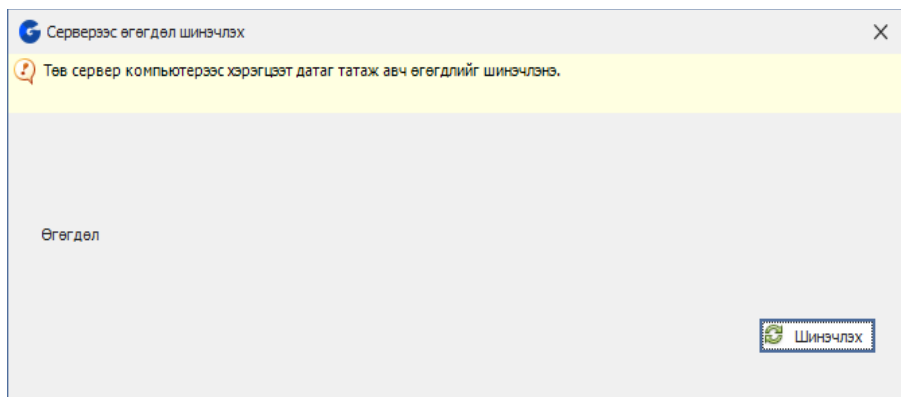 Серверээс өгөгдөл шинэчлэх
Төв сервер компьютерээс хэрэгцээт датаг татаж авч өгөгдлийг шинэчлэнэ.
Өгөгдөл
Шинэчлэх